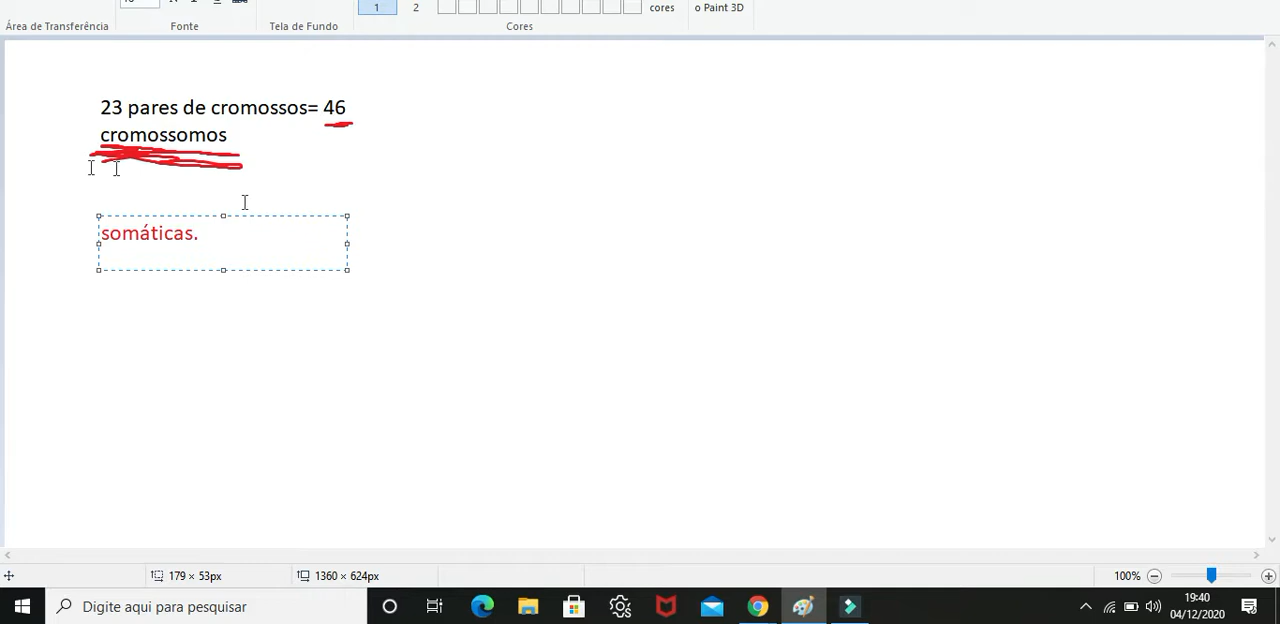 1
2
cores
o Paint 3D
Área de Transferência
Fonte
Tela de Fundo
Cores
23 pares de cromossos= 46
cromossomos
somáticas.
179 × 53px
1360 × 624px
100%
Digite aqui para pesquisar
19:40
04/12/2020